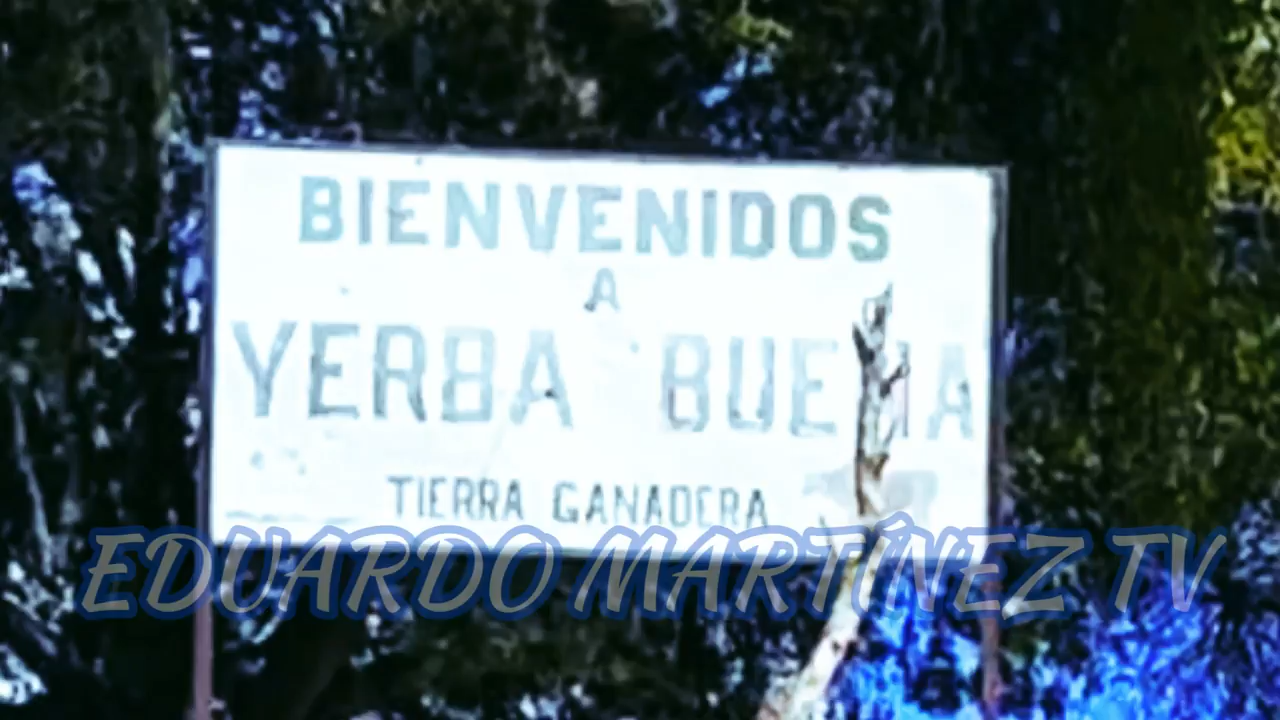 BIENVENIDOS
A
YERBA BUENA
TIERRA GANADERA
EDUARDO MARTÍNEZ TV